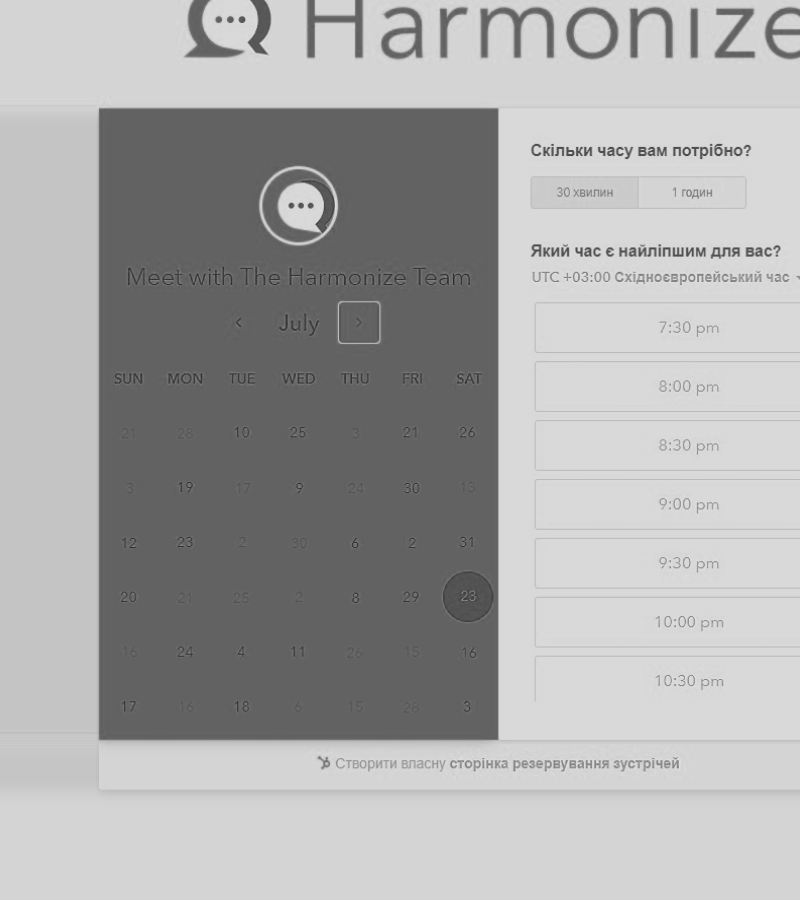 Harmonize
Meet with The Harmonize Team
July
SUN MON TUE WED THU FRI SAT
21 28 10 25 3 21 26
3 19 17 9 24 30 13
12 23 2 30 6 2 31
20 21 25 2 8 29 23
16 24 4 11 26 15 16
17 16 18 6 15 28 3
Скільки часу вам потрібно?
30 хвилин 1 годин
Який час є найліпшим для вас?
UTC +03:00 Східноєвропейський час
7:30 pm
8:00 pm
8:30 pm
9:00 pm
9:30 pm
10:00 pm
10:30 pm
Створити власну сторінка резервування зустрічей